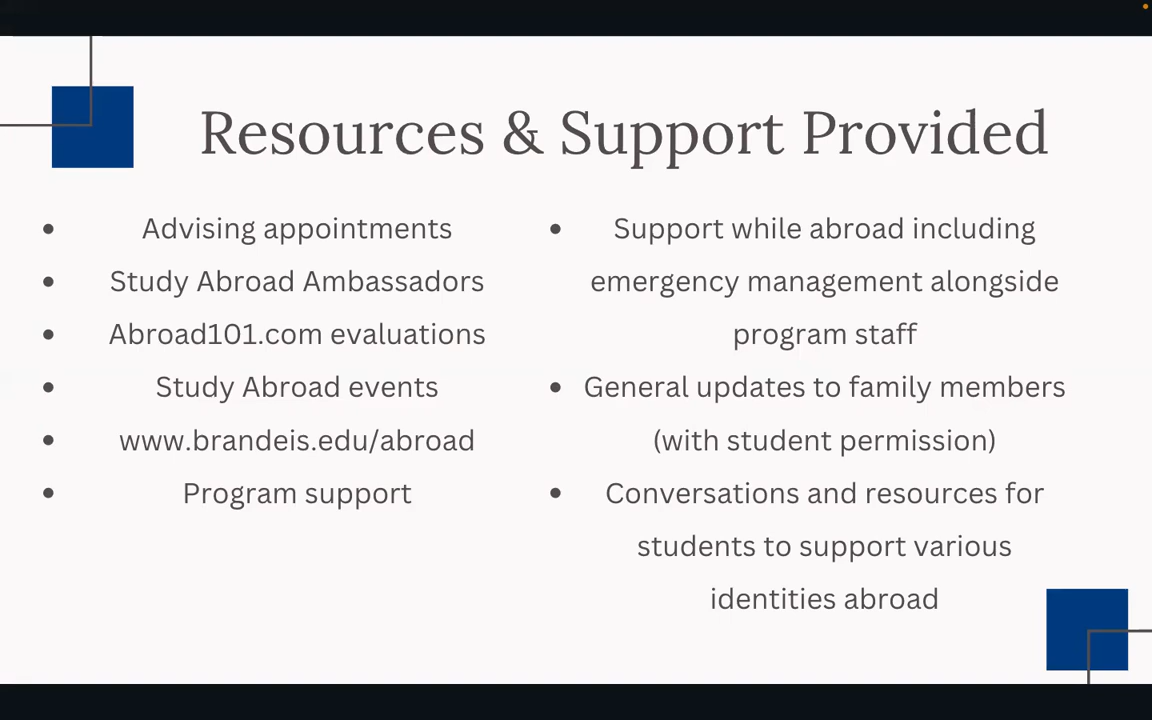 Resources & Support Provided
• Advising appointments
• Study Abroad Ambassadors
• Abroad101.com evaluations
• Study Abroad events
• www.brandeis.edu/abroad
• Program support
• Support while abroad including
emergency management alongside
program staff
• General updates to family members
(with student permission)
• Conversations and resources for
students to support various
identities abroad